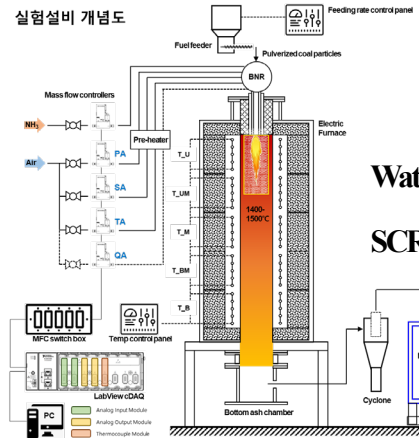 실험설비 개념도
Feeding rate control panel
Fuel feeder
Pulverized coal particles
BNR
Mass flow controllers
Electric
Furnace
NH3
Pre-heater
Air
PA
SA
TA
QA
T_U
T_UM
T_M
T_BM
T_B
1400-
1500℃
Wat
SCR
MFC switch box
Temp control panel
LabView cDAQ
Cyclone
Bottom ash chamber
PC
Analog Input Module
Analog Output Module
Thermocouple Module